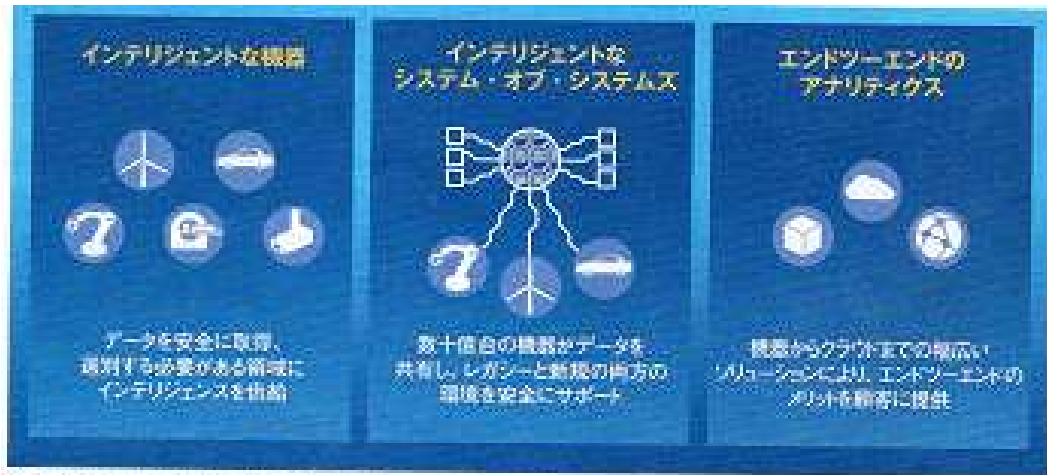 インテリジェントな機器
データを安全に取得、
選別する必要がある領域に
インテリジェンスを供給
インテリジェントな
システム・オブ・システムズ
数十億台の機器がデータを
共有し、レガシーと新規の両方の
環境を安全にサポート
エンドツーエンドの
アナリティクス
機器からクラウドまでの幅広い
ソリューションにより、エンドツーエンドの
メリットを顧客に提供